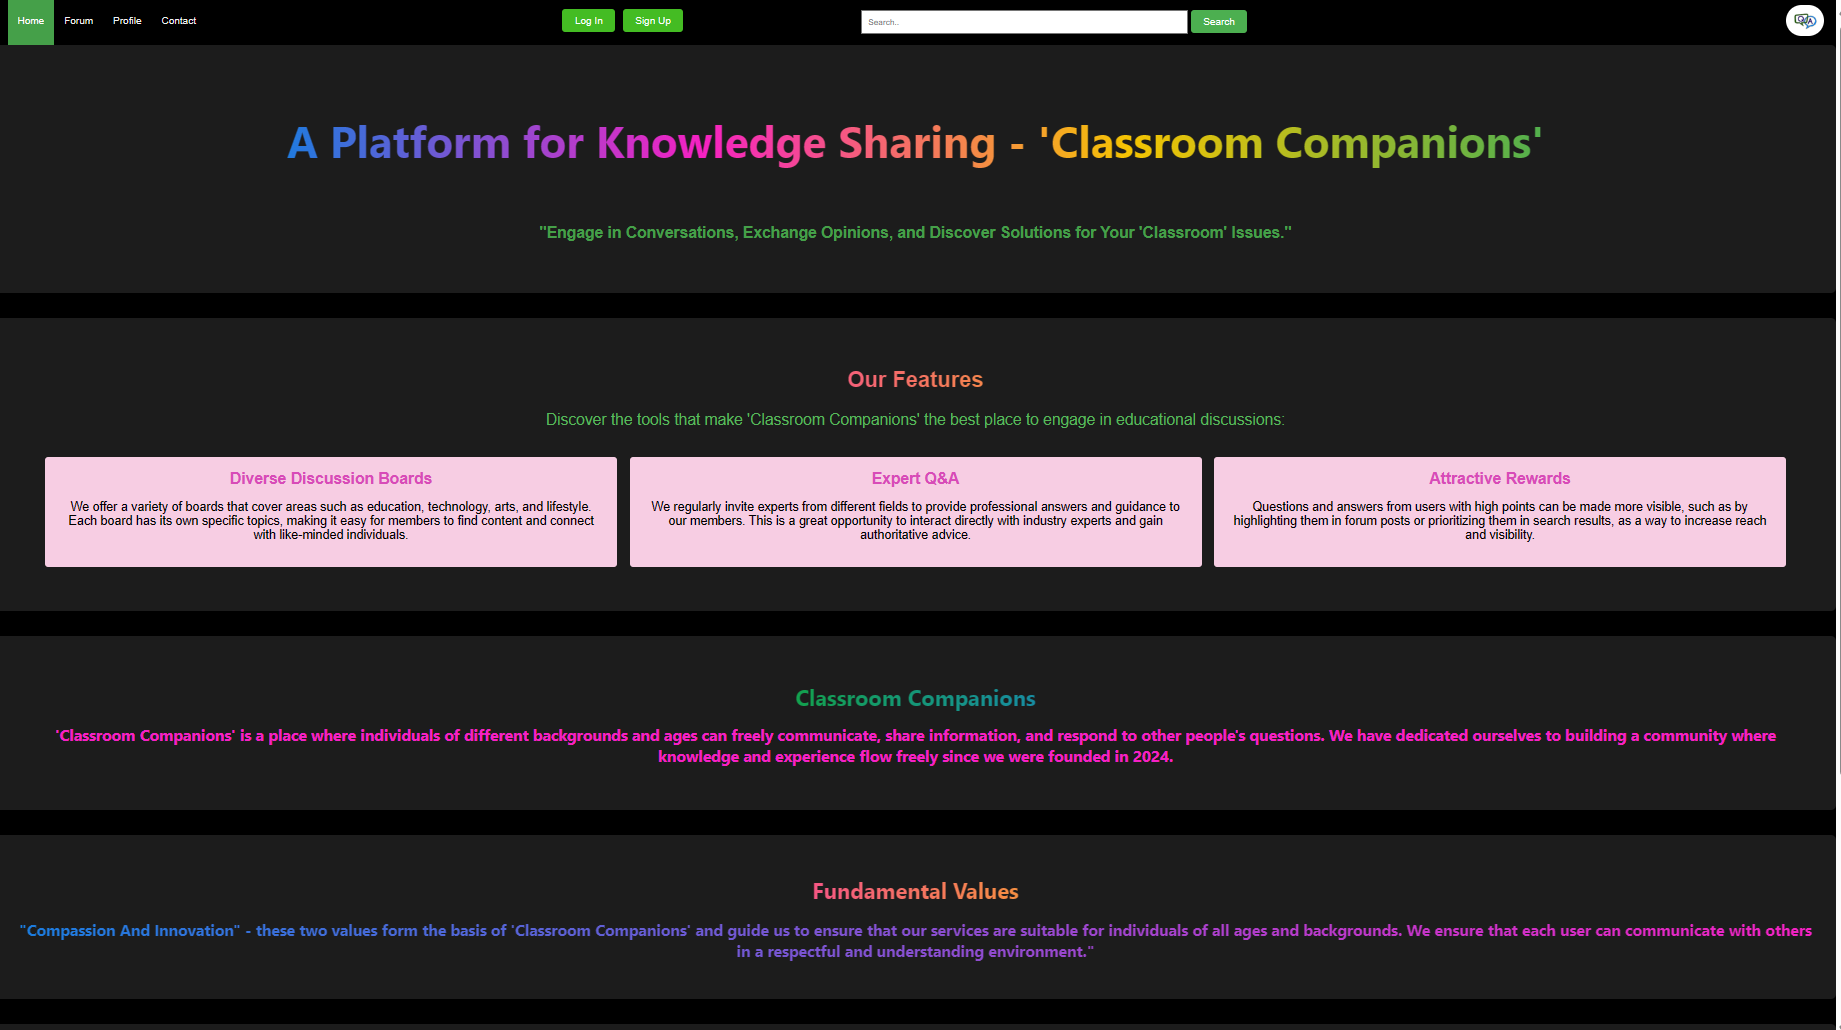 Home Forum Profile Contact Log In Sign Up Search.. Search Q A
A Platform for Knowledge Sharing - 'Classroom Companions'
"Engage in Conversations, Exchange Opinions, and Discover Solutions for Your 'Classroom' Issues."
Our Features
Discover the tools that make 'Classroom Companions' the best place to engage in educational discussions:
Diverse Discussion Boards
We offer a variety of boards that cover areas such as education, technology, arts, and lifestyle.
Each board has its own specific topics, making it easy for members to find content and connect
with like-minded individuals.
Expert Q&A
We regularly invite experts from different fields to provide professional answers and guidance to
our members. This is a great opportunity to interact directly with industry experts and gain
authoritative advice.
Attractive Rewards
Questions and answers from users with high points can be made more visible, such as by
highlighting them in forum posts or prioritizing them in search results, as a way to increase reach
and visibility.
Classroom Companions
'Classroom Companions' is a place where individuals of different backgrounds and ages can freely communicate, share information, and respond to other people's questions. We have dedicated ourselves to building a community where
knowledge and experience flow freely since we were founded in 2024.
Fundamental Values
"Compassion And Innovation" - these two values form the basis of 'Classroom Companions' and guide us to ensure that our services are suitable for individuals of all ages and backgrounds. We ensure that each user can communicate with others
in a respectful and understanding environment."